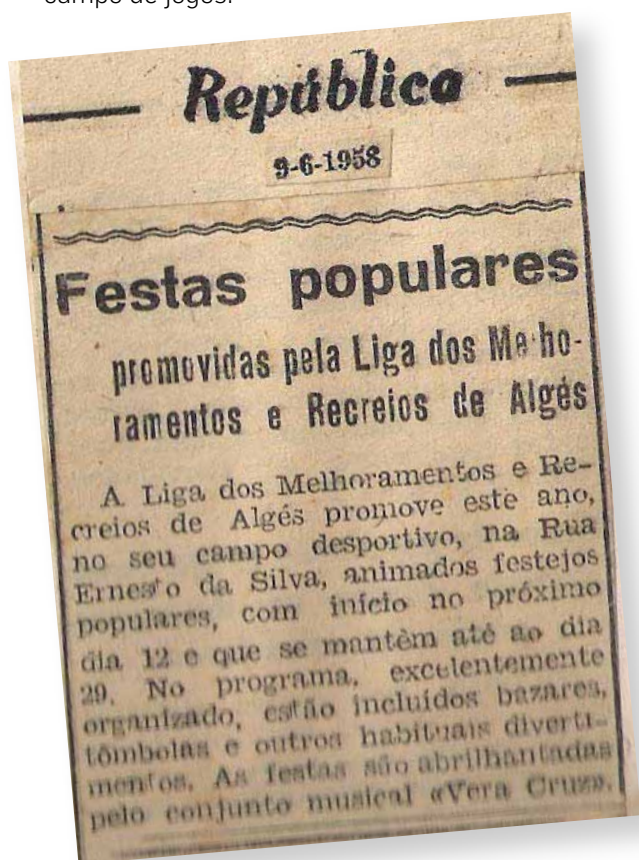 campo de jogos.
República
9-6-1958
Festas populares
promovidas pela Liga dos Melho-
ramentos e Recreios de Algés
A Liga dos Melhoramentos e Re-
creios de Algés promove este ano,
no seu campo desportivo, na Rua
Ernesto da Silva, animados festejos
populares, com início no próximo
dia 12 e que se mantêm até ao dia
29. No programa, excelentemente
organizado, estão incluídos bazares,
tômbolas e outros habituais diverti-
mentos. As festas são abrilhantadas
pelo conjunto musical «Vera Cruz».